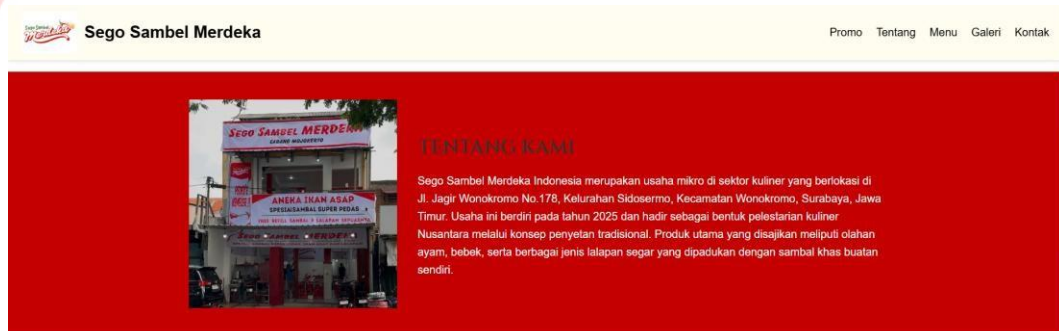 Sego Sambel Merdeka
Promo Tentang Menu Galeri Kontak
SEGO SAMBEL MERDEKA
CABANG MOJOKERTO
ANEKA IKAN ASAP
SPESIAL SAMBAL SUPER PEDAS
TENTANG KAMI
Sego Sambel Merdeka Indonesia merupakan usaha mikro di sektor kuliner yang berlokasi di
Jl. Jagir Wonokromo No.178, Kelurahan Sidosermo, Kecamatan Wonokromo, Surabaya, Jawa
Timur. Usaha ini berdiri pada tahun 2025 dan hadir sebagai bentuk pelestarian kuliner
Nusantara melalui konsep penyetan tradisional. Produk utama yang disajikan meliputi olahan
ayam, bebek, serta berbagai jenis lalapan segar yang dipadukan dengan sambal khas buatan
sendiri.